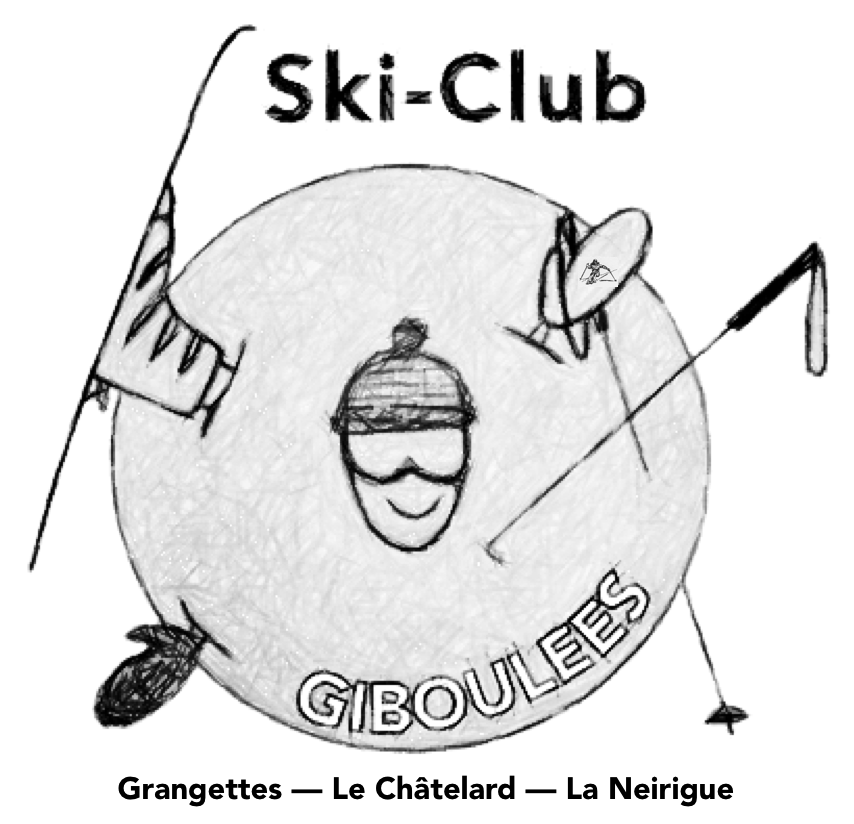 Ski-Club
GIBOULEES
Grangettes — Le Châtelard — La Neirigue